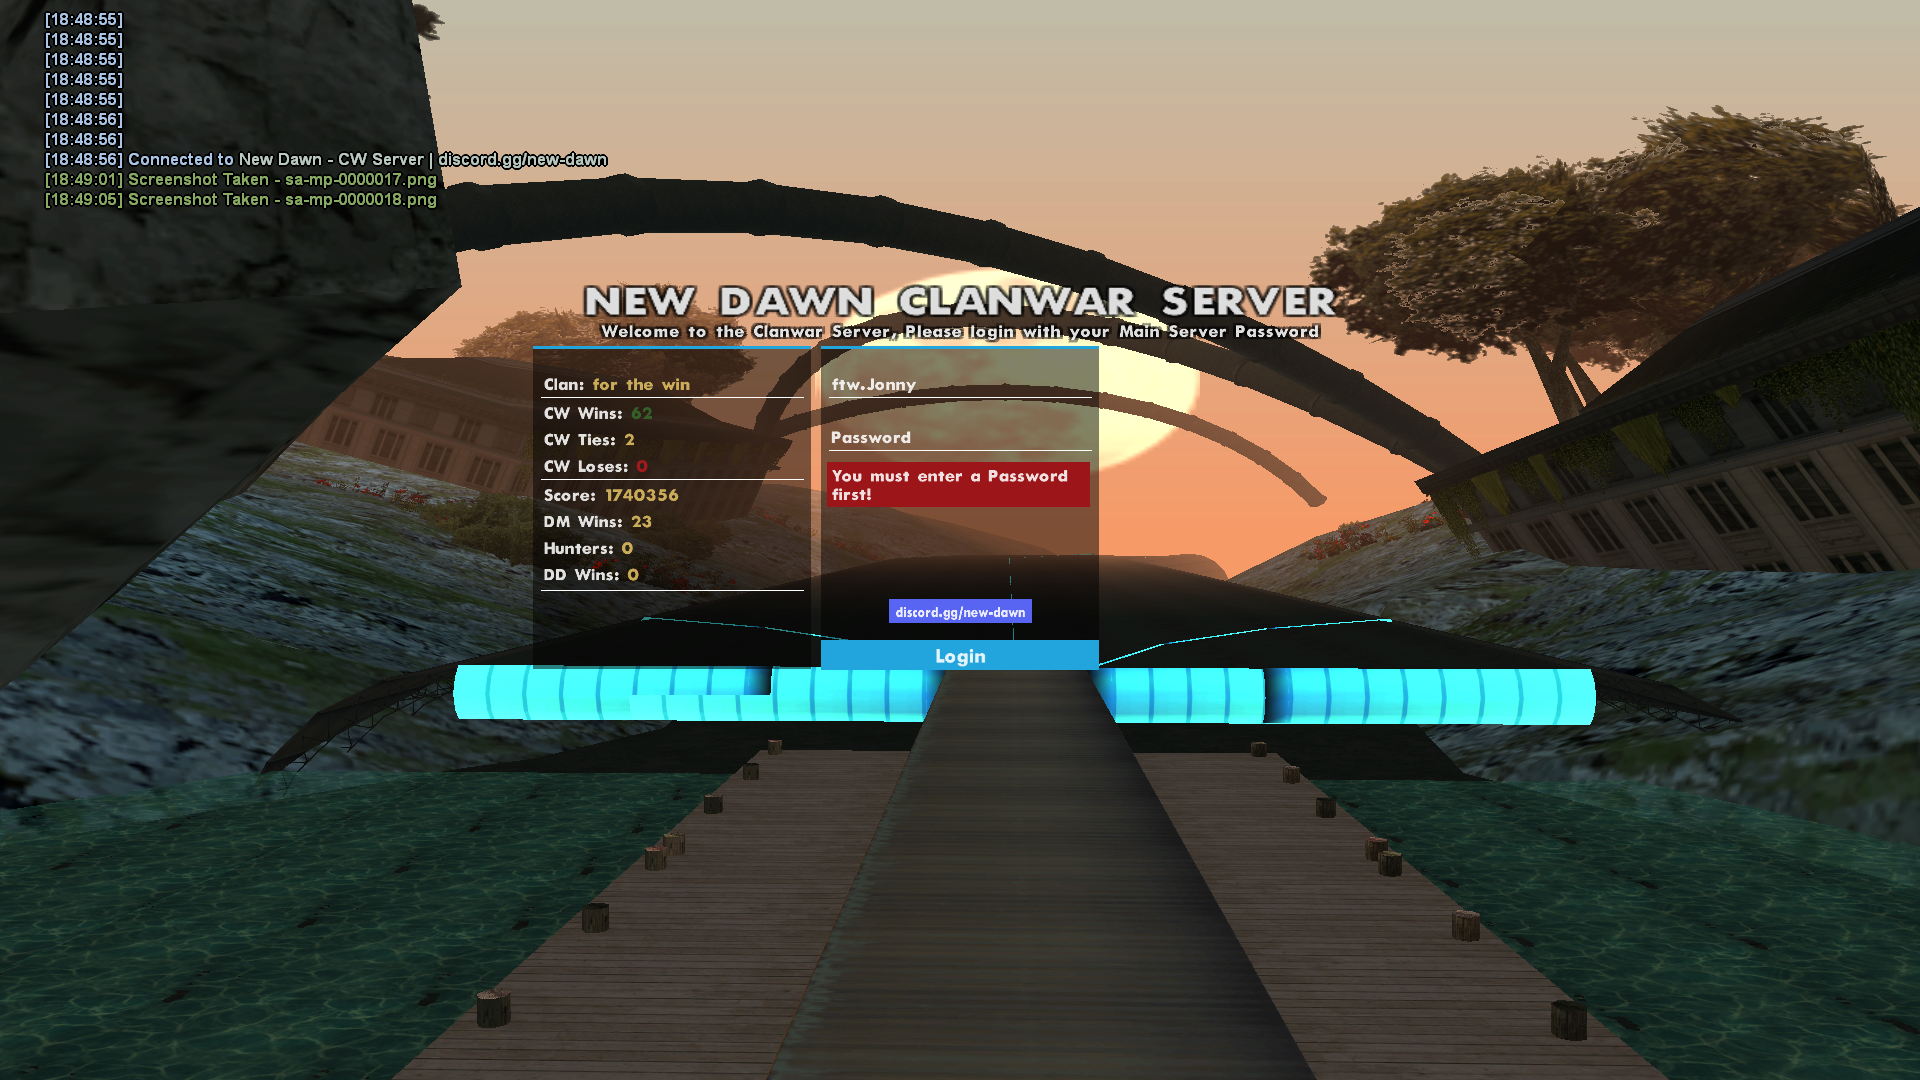 [18:48:55]
[18:48:55]
[18:48:55]
[18:48:55]
[18:48:55]
[18:48:56]
[18:48:56]
[18:48:56] Connected to New Dawn - CW Server | discord.gg/new-dawn
[18:49:01] Screenshot Taken - sa-mp-0000017.png
[18:49:05] Screenshot Taken - sa-mp-0000018.png
NEW DAWN CLANWAR SERVER
Welcome to the Clanwar Server, Please login with your Main Server Password
Clan: for the win
CW Wins: 62
CW Ties: 2
CW Loses: 0
Score: 1740356
DM Wins: 23
Hunters: 0
DD Wins: 0
ftw.Jonny
Password
You must enter a Password
first!
discord.gg/new-dawn
Login